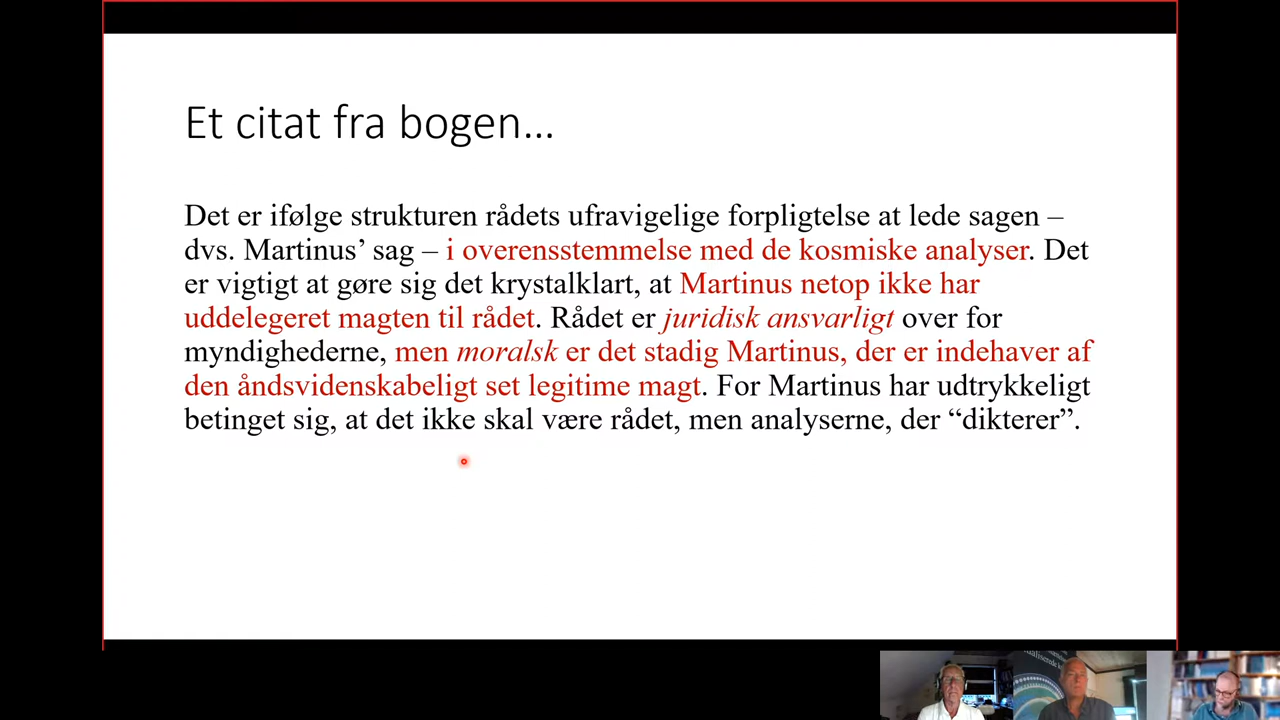 Et citat fra bogen...
Det er ifølge strukturen rådets ufravigelige forpligtelse at lede sagen –
dvs. Martinus’ sag – i overensstemmelse med de kosmiske analyser. Det
er vigtigt at gøre sig det krystalklart, at Martinus netop ikke har
uddelegeret magten til rådet. Rådet er juridisk ansvarligt over for
myndighederne, men moralsk er det stadig Martinus, der er indehaver af
den åndsvidenskabeligt set legitime magt. For Martinus har udtrykkeligt
betinget sig, at det ikke skal være rådet, men analyserne, der “dikterer”.